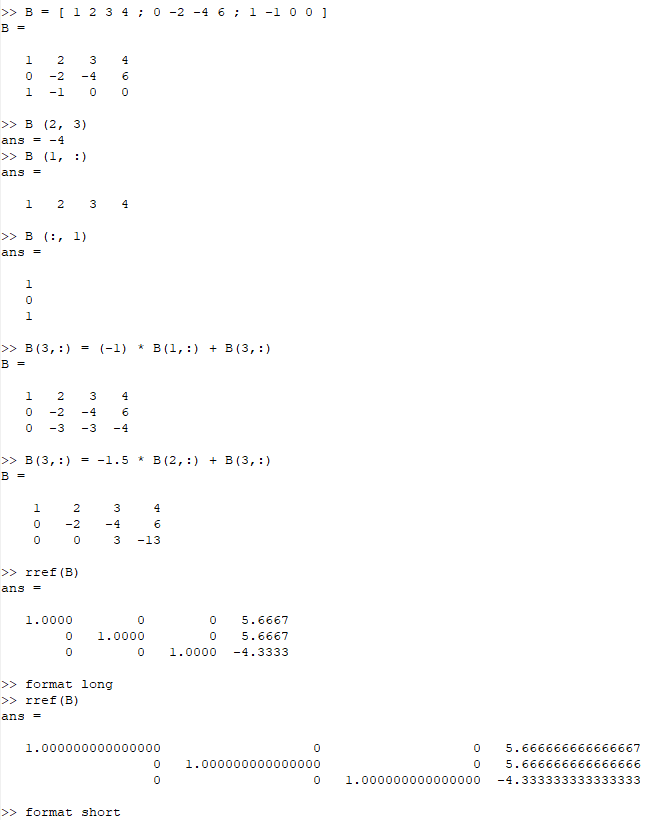 >> B = [ 1 2 3 4 ; 0 -2 -4 6 ; 1 -1 0 0 ]
B =
1 2 3 4
0 -2 -4 6
1 -1 0 0
>> B (2, 3)
ans = -4
>> B (1, :)
ans =
1 2 3 4
>> B (:, 1)
ans =
1
0
1
>> B(3,:) = (-1) * B(1,:) + B(3,:)
B =
1 2 3 4
0 -2 -4 6
0 -3 -3 -4
>> B(3,:) = -1.5 * B(2,:) + B(3,:)
B =
1 2 3 4
0 -2 -4 6
0 0 3 -13
>> rref(B)
ans =
1.0000 0 0 5.6667
0 1.0000 0 5.6667
0 0 1.0000 -4.3333
>> format long
>> rref(B)
ans =
1.000000000000000 0 0 5.666666666666667
0 1.000000000000000 0 5.666666666666666
0 0 1.000000000000000 -4.333333333333333
>> format short